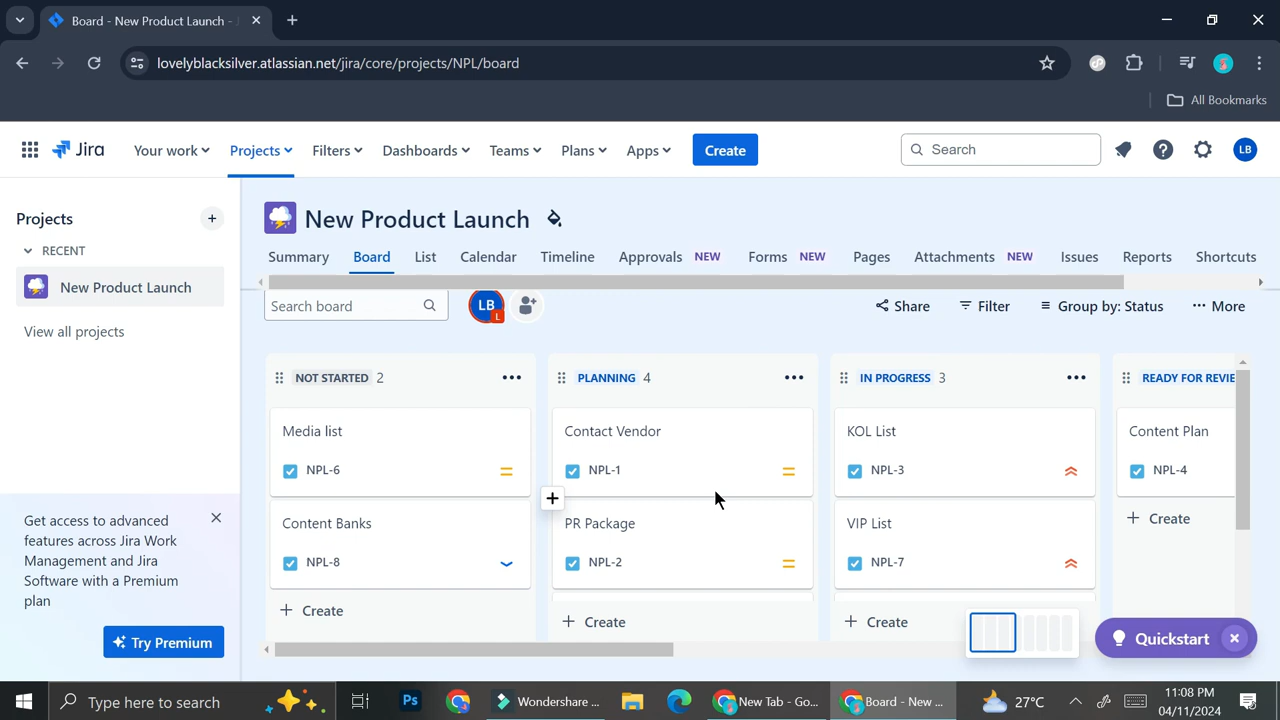 Board - New Product Launch -
lovelyblacksilver.atlassian.net/jira/core/projects/NPL/board
All Bookmarks
Jira
Your work
Projects
Filters
Dashboards
Teams
Plans
Apps
Create
Search
LB
Projects
RECENT
New Product Launch
View all projects
Get access to advanced
features across Jira Work
Management and Jira
Software with a Premium
plan
Try Premium
New Product Launch
Summary
Board
List
Calendar
Timeline
Approvals NEW
Forms NEW
Pages
Attachments NEW
Issues
Reports
Shortcuts
Search board
LB
L
Share
Filter
Group by: Status
More
NOT STARTED 2
Media list
NPL-6
Content Banks
NPL-8
Create
PLANNING 4
Contact Vendor
NPL-1
PR Package
NPL-2
Create
IN PROGRESS 3
KOL List
NPL-3
VIP List
NPL-7
Create
READY FOR REVIE
Content Plan
NPL-4
Create
Quickstart
Type here to search
Ps
Wondershare ...
New Tab - Go...
Board - New ...
27°C
11:08 PM
04/11/2024